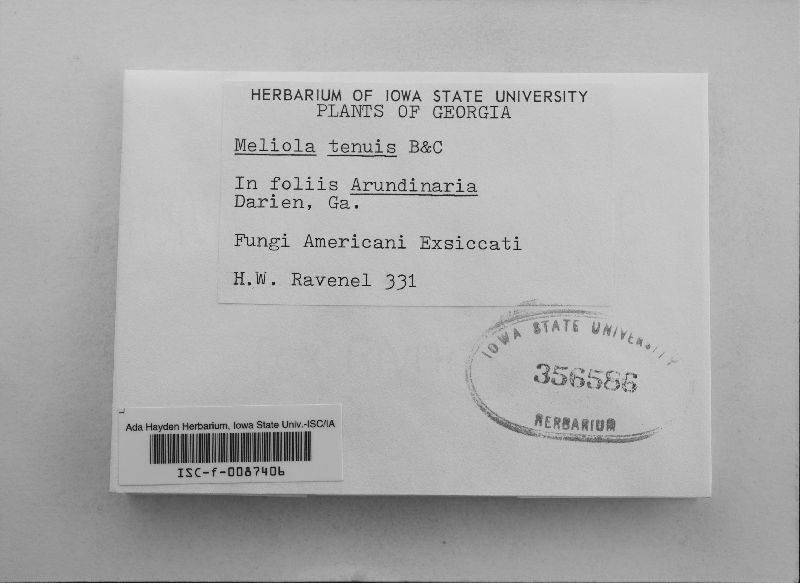 HERBARIUM OF IOWA STATE UNIVERSITY
PLANTS OF GEORGIA
Meliola tenuis B&C
In foliis Arundinaria
Darien, Ga.
Fungi Americani Exsiccati
H.W. Ravenel 331
IOWA STATE UNIVERSITY
356586
HERBARIUM
Ada Hayden Herbarium, Iowa State Univ.-ISC/IA
ISC-f-0087406